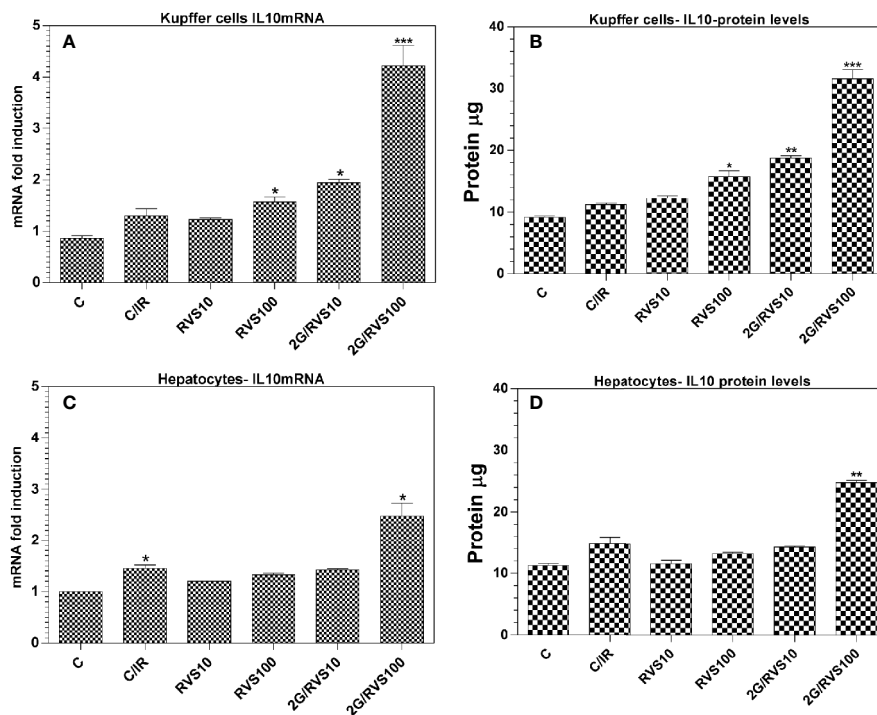 Kupffer cells IL10mRNA
A
mRNA fold induction
5
4
3
2
1
0
*
*
***
C
C/IR
RVS10
RVS100
2G/RVS10
2G/RVS100
Kupffer cells- IL10-protein levels
B
Protein µg
40
30
20
10
0
*
**
***
C
C/IR
RVS10
RVS100
2G/RVS10
2G/RVS100
Hepatocytes- IL10mRNA
C
mRNA fold induction
5
4
3
2
1
0
*
*
C
C/IR
RVS10
RVS100
2G/RVS10
2G/RVS100
Hepatocytes- IL10 protein levels
D
Protein µg
40
30
20
10
0
**
C
C/IR
RVS10
RVS100
2G/RVS10
2G/RVS100